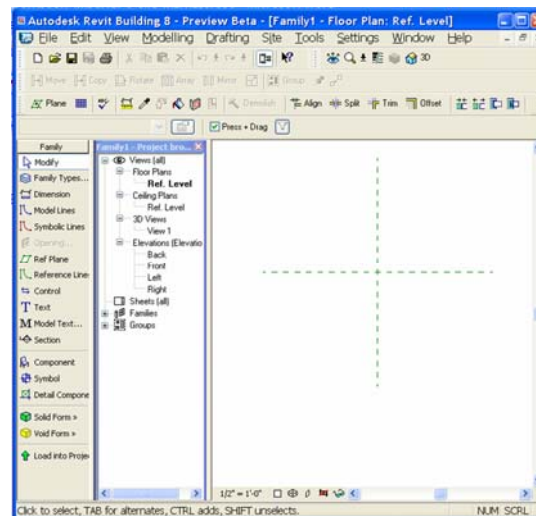 Autodesk Revit Building 8 - Preview Beta - [Family1 - Floor Plan: Ref. Level]
File Edit View Modelling Drafting Site Tools Settings Window Help
3D
Move Copy Rotate Array Mirror Group
Plane Demolish Align Split Trim Offset
Press + Drag
Family
Modify
Family Types...
Dimension
Model Lines
Symbolic Lines
Opening...
Ref Plane
Reference Line
Control
Text
Model Text...
Section
Component
Symbol
Detail Compone
Solid Form »
Void Form »
Load into Proje
Family1 - Project bro...
Views (all)
Floor Plans
Ref. Level
Ceiling Plans
Ref. Level
3D Views
View 1
Elevations (Elevatio
Back
Front
Left
Right
Sheets (all)
Families
Groups
1/2" = 1'-0"
Click to select, TAB for alternates, CTRL adds, SHIFT unselects. NUM SCRL